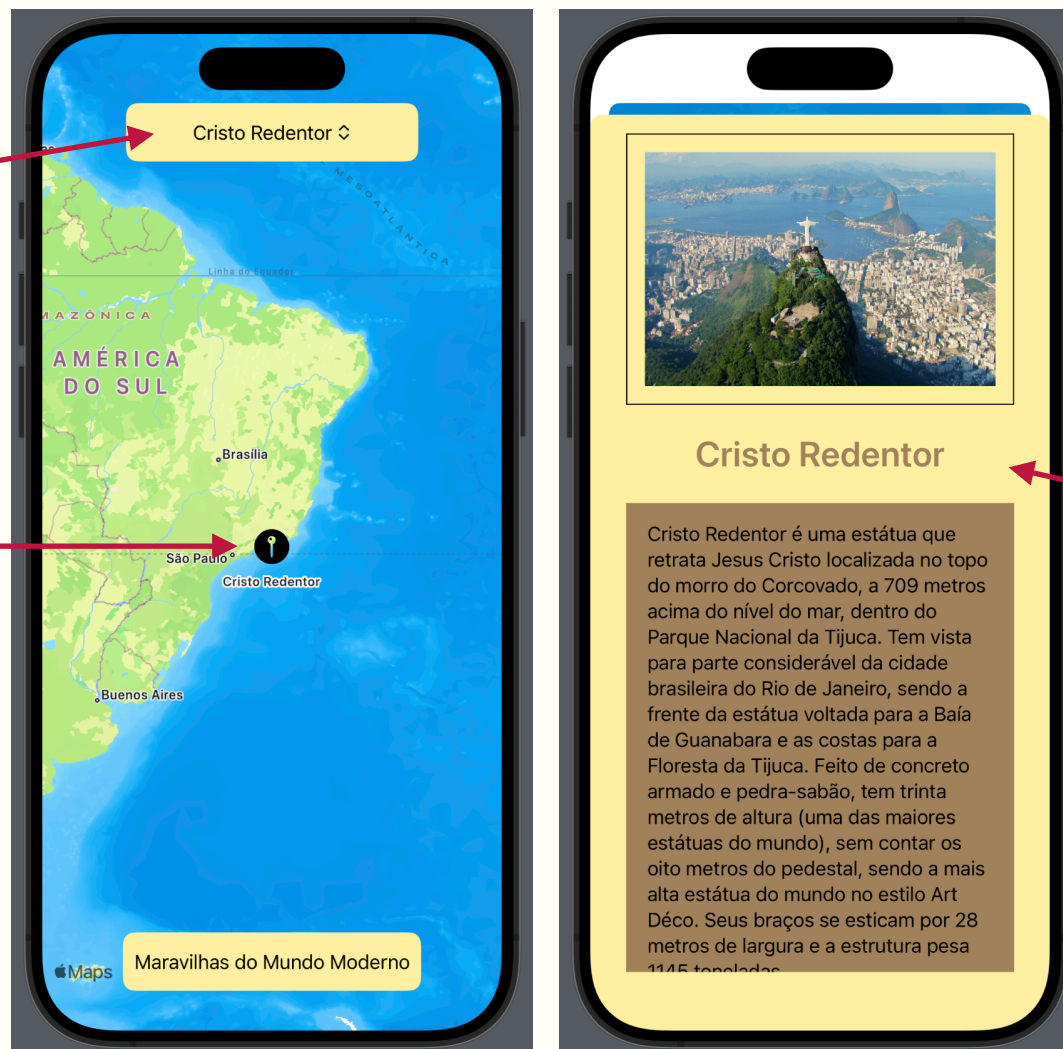 Cristo Redentor
MESOATLÂNTICA
Linha do Equador
MAZÔNICA
AMÉRICA
DO SUL
Brasília
São Paulo
Cristo Redentor
Buenos Aires
Maps
Maravilhas do Mundo Moderno
Cristo Redentor
Cristo Redentor é uma estátua que
retrata Jesus Cristo localizada no topo
do morro do Corcovado, a 709 metros
acima do nível do mar, dentro do
Parque Nacional da Tijuca. Tem vista
para parte considerável da cidade
brasileira do Rio de Janeiro, sendo a
frente da estátua voltada para a Baía
de Guanabara e as costas para a
Floresta da Tijuca. Feito de concreto
armado e pedra-sabão, tem trinta
metros de altura (uma das maiores
estátuas do mundo), sem contar os
oito metros do pedestal, sendo a mais
alta estátua do mundo no estilo Art
Déco. Seus braços se esticam por 28
metros de largura e a estrutura pesa
1145 toneladas